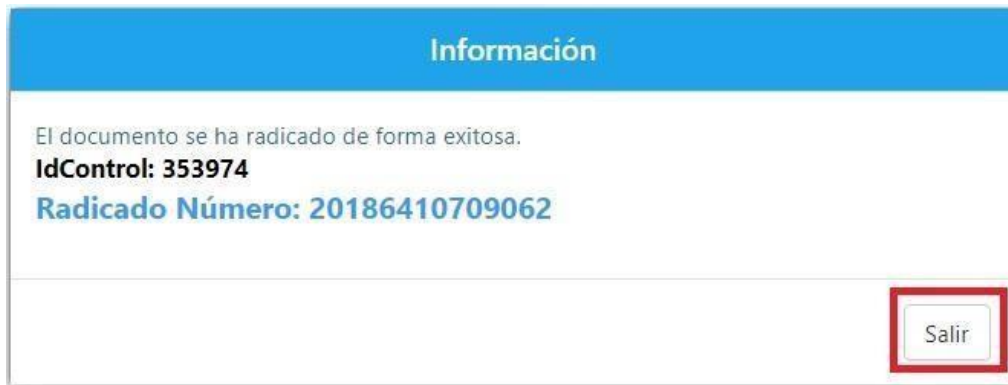 Información
El documento se ha radicado de forma exitosa.
IdControl: 353974
Radicado Número: 20186410709062
Salir